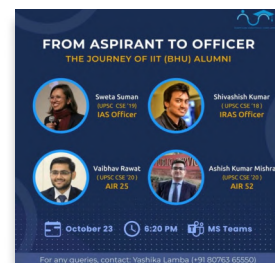 FROM ASPIRANT TO OFFICER
THE JOURNEY OF IIT (BHU) ALUMNI
Sweta Suman
(UPSC CSE '19)
IAS Officer
Shivashish Kumar
(UPSC CSE '18)
IRAS Officer
Vaibhav Rawat
(UPSC CSE '20)
AIR 25
Ashish Kumar Mishra
(UPSC CSE '20)
AIR 52
October 23 6:20 PM MS Teams
For any queries, contact: Yashika Lamba (+91 80763 65550)